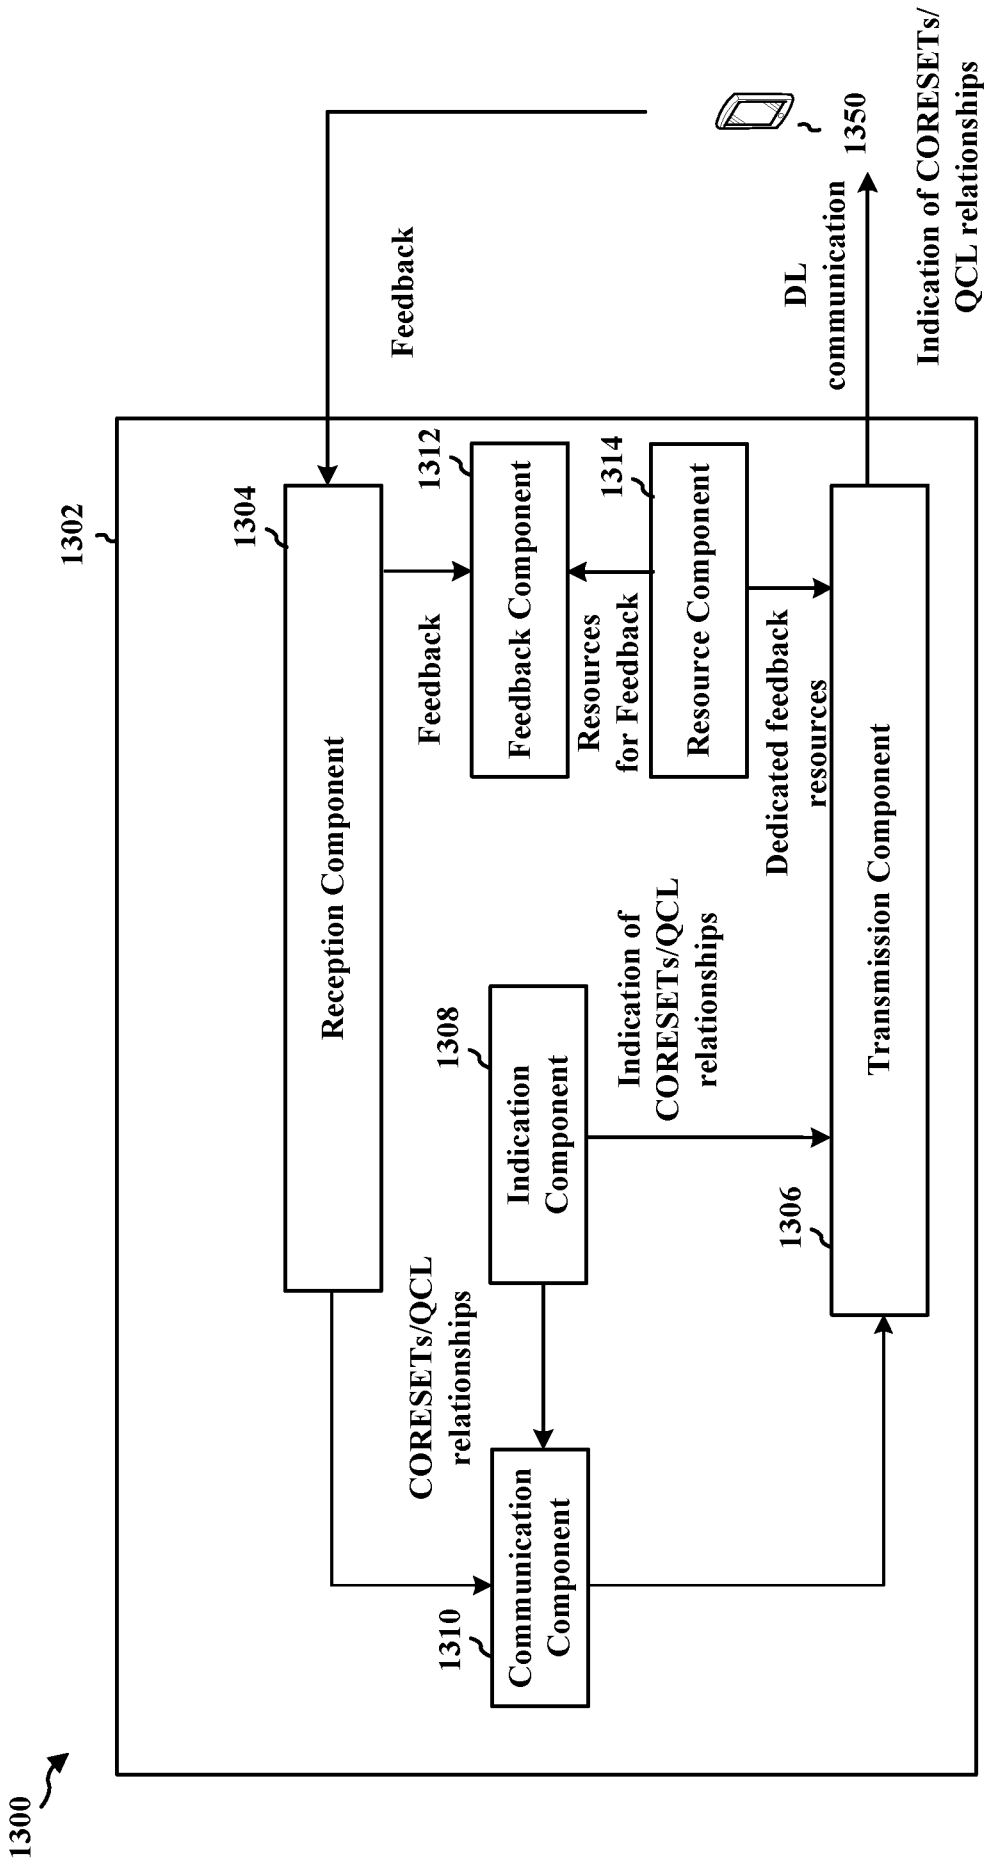 1300
1302
1304
Reception Component
Feedback
Feedback
1312
Feedback Component
Resources
for Feedback
1314
Resource Component
Dedicated feedback
resources
CORESETs/QCL
relationships
1308
Indication
Component
Indication of
CORESETs/QCL
relationships
1310
Communication
Component
1306
Transmission Component
1350
DL
communication
Indication of CORESETs/
QCL relationships